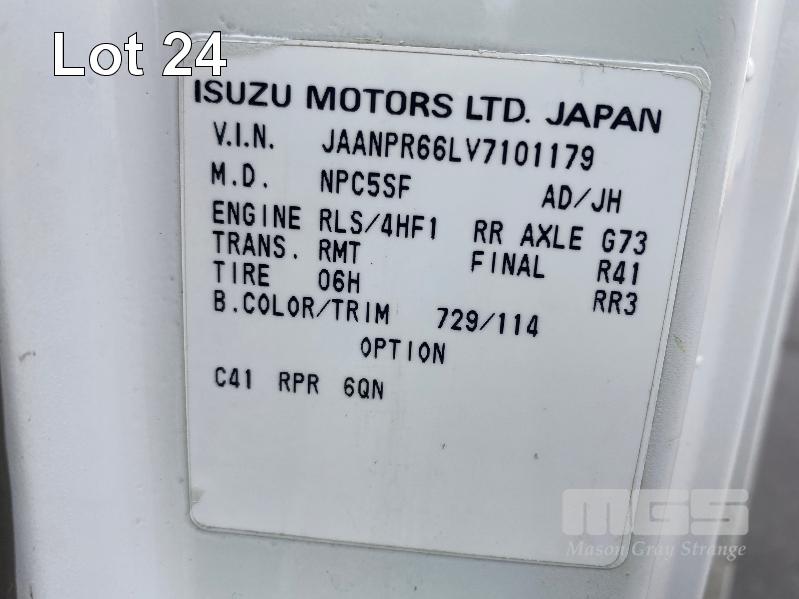 Lot 24
ISUZU MOTORS LTD. JAPAN
V.I.N. JAANPR66LV7101179
M.D. NPC5SF AD/JH
ENGINE RLS/4HF1 RR AXLE G73
TRANS. RMT FINAL R41
TIRE 06H RR3
B.COLOR/TRIM 729/114
OPTION
C41 RPR 6QN
MGS
Mason Gray Strange